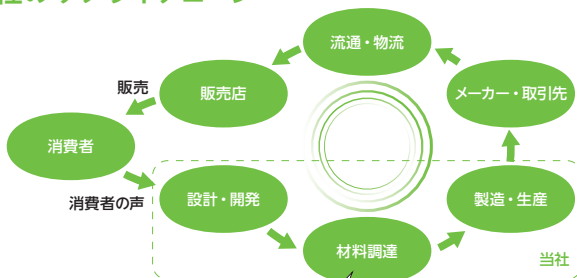 流通・物流
販売
販売店
メーカー・取引先
消費者
消費者の声
設計・開発
製造・生産
材料調達
当社